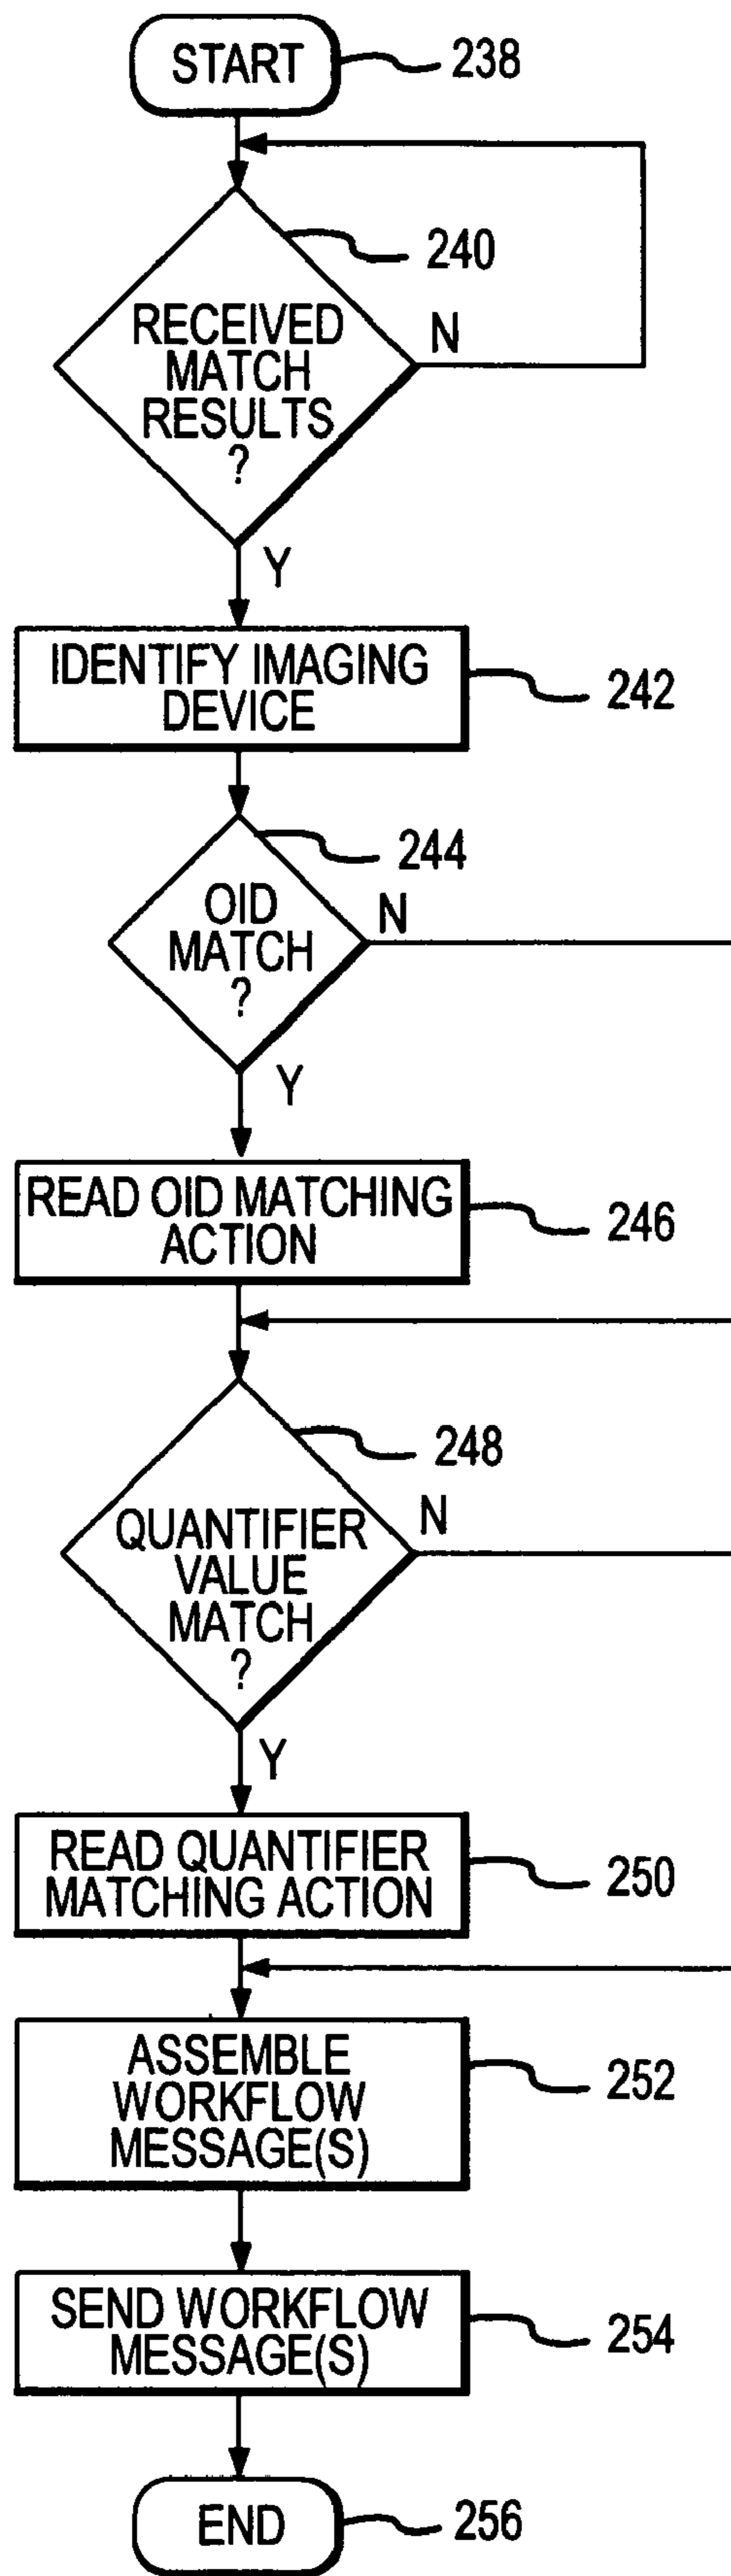 START
238
240
RECEIVED
MATCH
RESULTS
?
N
Y
IDENTIFY IMAGING
DEVICE
242
244
OID
MATCH
?
N
Y
READ OID MATCHING
ACTION
246
248
QUANTIFIER
VALUE
MATCH
?
N
Y
READ QUANTIFIER
MATCHING ACTION
250
ASSEMBLE
WORKFLOW
MESSAGE(S)
252
SEND WORKFLOW
MESSAGE(S)
254
END
256